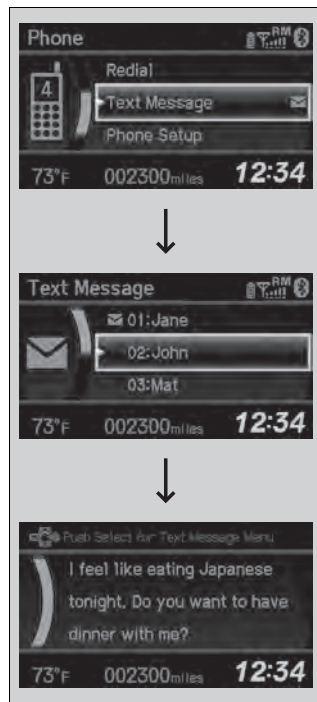 Phone
RM
4
Redial
Text Message
Phone Setup
73°F 002300miles 12:34
Text Message
RM
01:Jane
02:John
03:Mat
73°F 002300miles 12:34
Push Select for Text Message Menu
I feel like eating Japanese
tonight. Do you want to have
dinner with me?
73°F 002300miles 12:34